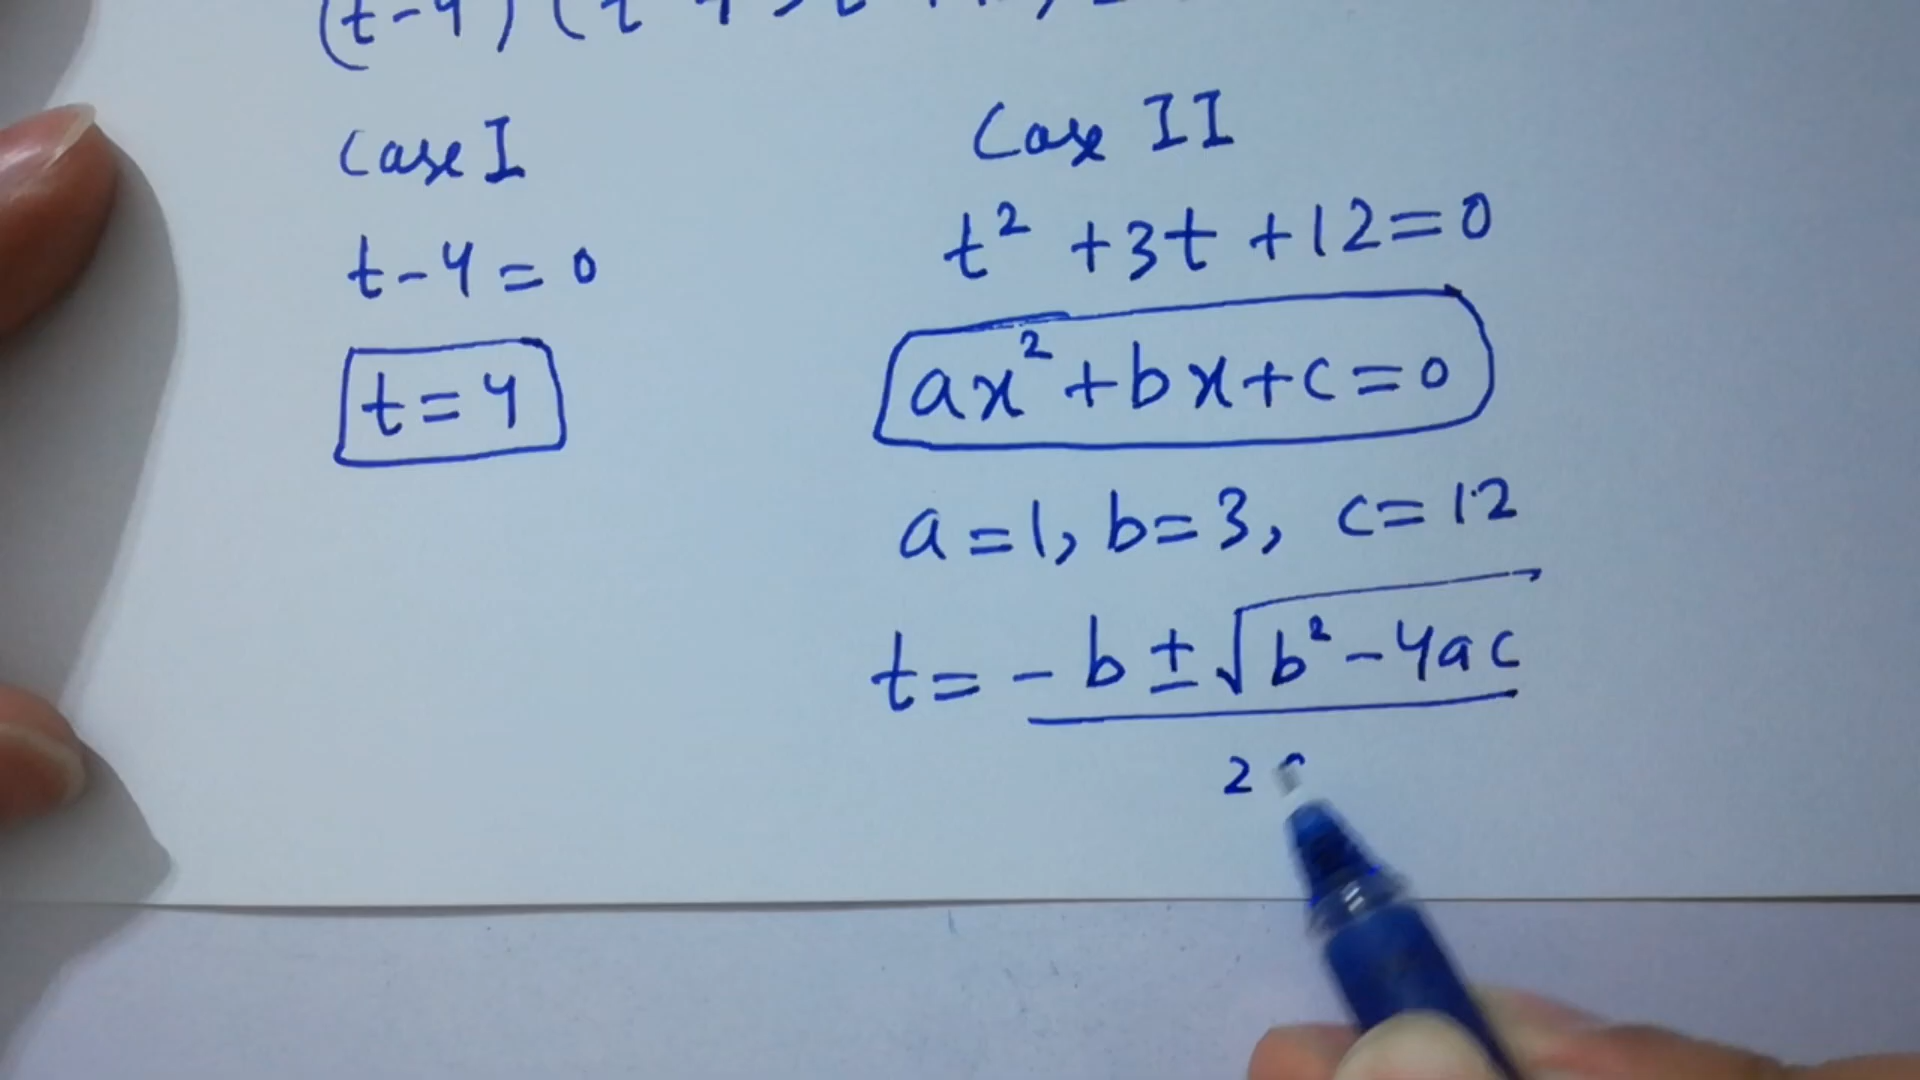 (t-4)(t
Case I
t-4=0
t=4
Case II
t² +3t +12=0
ax²+bx+c=0
a=1, b=3, c=12
t= -b ± √b²-4ac
2